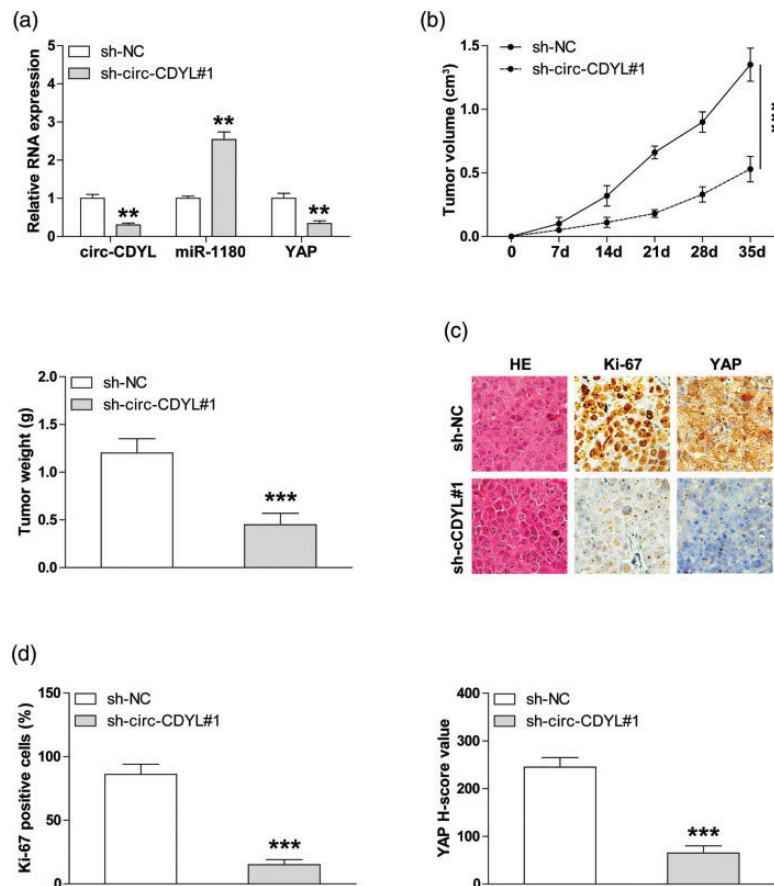 (a)
sh-NC
sh-circ-CDYL#1
Relative RNA expression
5
4
3
2
1
0
**
**
**
circ-CDYL miR-1180 YAP
(b)
sh-NC
sh-circ-CDYL#1
Tumor volume (cm³)
1.5
1.0
0.5
0.0
0 7d 14d 21d 28d 35d
***
sh-NC
sh-circ-CDYL#1
Tumor weight (g)
2.0
1.5
1.0
0.5
0.0
***
(c)
HE Ki-67 YAP
sh-NC
sh-cCDYL#1
(d)
sh-NC
sh-circ-CDYL#1
Ki-67 positive cells (%)
150
100
50
0
***
sh-NC
sh-circ-CDYL#1
YAP H-score value
400
300
200
100
0
***